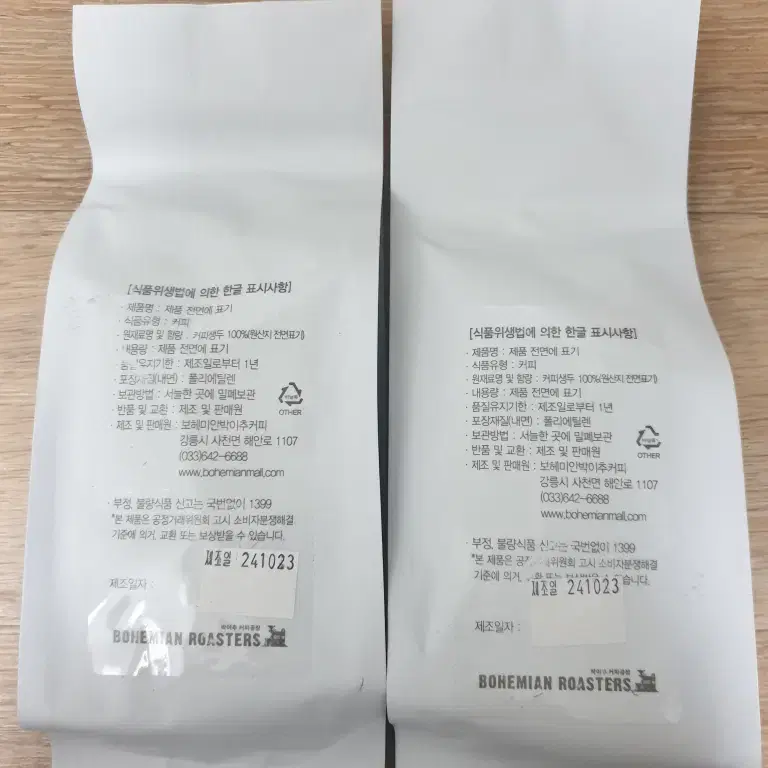 [식품위생법에 의한 한글 표시사항]
· 제품명 : 제품 전면에 표기
· 식품유형 : 커피
· 원재료명 및 함량 : 커피생두 100%(원산지 전면표기)
· 내용량 : 제품 전면에 표기
· 품질유지기한 : 제조일로부터 1년
· 포장재질(내면) : 폴리에틸렌
· 보관방법 : 서늘한 곳에 밀폐보관
· 반품 및 교환 : 제조 및 판매원
· 제조 및 판매원 : 보헤미안박이추커피
강릉시 사천면 해안로 1107
(033)642-6688
www.bohemianmall.com
OTHER
· 부정, 불량식품 신고는 국번없이 1399
*본 제품은 공정거래위원회 고시 소비자분쟁해결
기준에 의거, 교환 또는 보상받을 수 있습니다.
제조일 241023
제조일자 :
박이추 커피공장
BOHEMIAN ROASTERS
[식품위생법에 의한 한글 표시사항]
· 제품명 : 제품 전면에 표기
· 식품유형 : 커피
· 원재료명 및 함량 : 커피생두 100%(원산지 전면표기)
· 내용량 : 제품 전면에 표기
· 품질유지기한 : 제조일로부터 1년
· 포장재질(내면) : 폴리에틸렌
· 보관방법 : 서늘한 곳에 밀폐보관
· 반품 및 교환 : 제조 및 판매원
· 제조 및 판매원 : 보헤미안박이추커피
강릉시 사천면 해안로 1107
(033)642-6688
www.bohemianmall.com
OTHER
· 부정, 불량식품 신고는 국번없이 1399
*본 제품은 고시 소비자분쟁해결
기준에 의거,
제조일 241023
제조일자 :
박이추 커피공장
BOHEMIAN ROASTERS